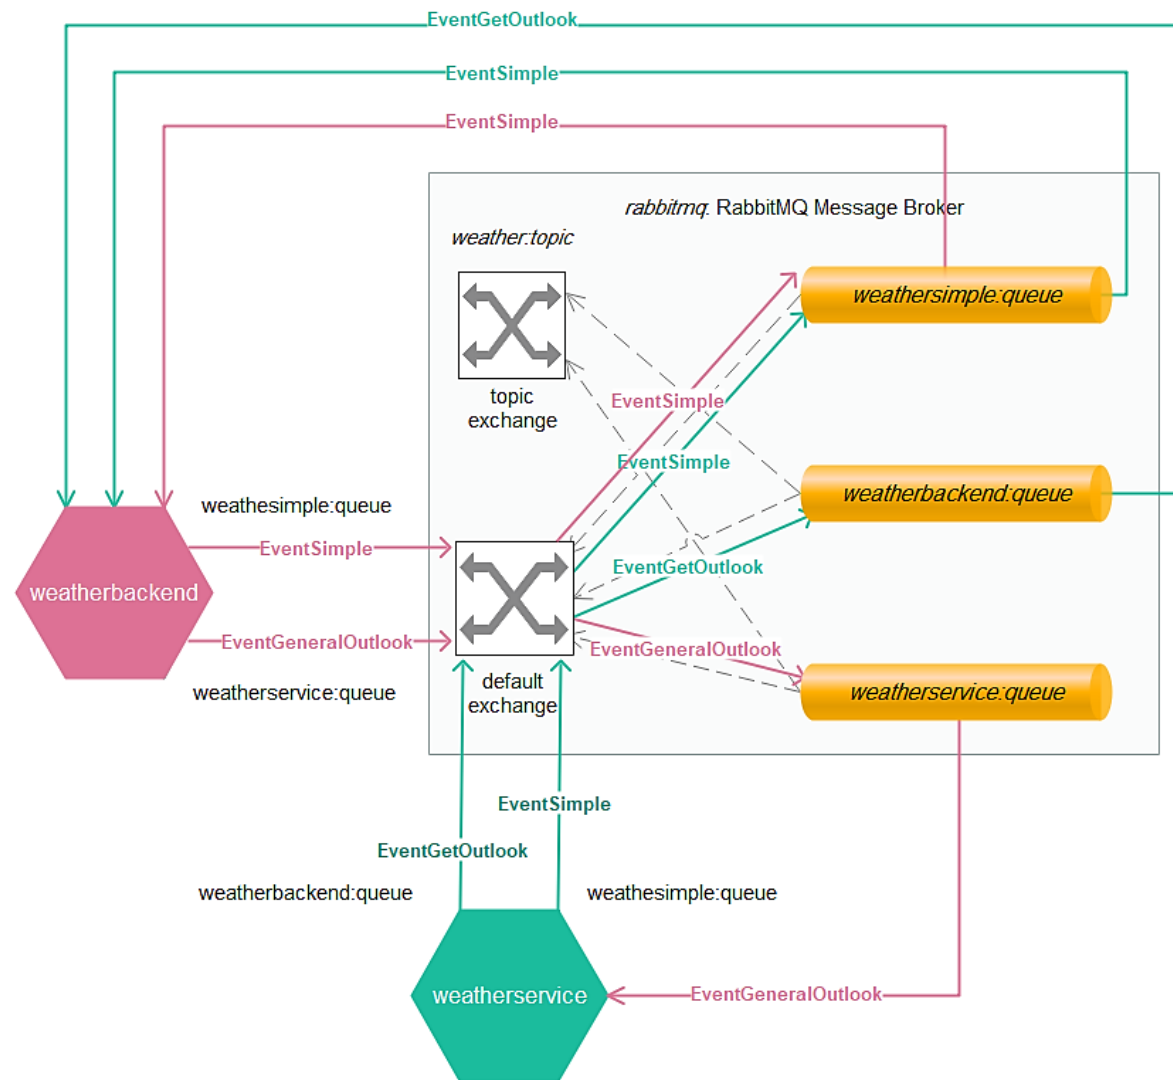 EventGetOutlook
EventSimple
EventSimple
rabbitmq: RabbitMQ Message Broker
weather:topic
weathersimple:queue
topic
exchange
EventSimple
EventSimple
weatherbackend:queue
weathesimple:queue
EventSimple
EventGetOutlook
weatherbackend
EventGeneralOutlook
EventGeneralOutlook
default
exchange
weatherservice:queue
weatherservice:queue
EventSimple
EventGetOutlook
weatherbackend:queue
weathesimple:queue
weatherservice
EventGeneralOutlook